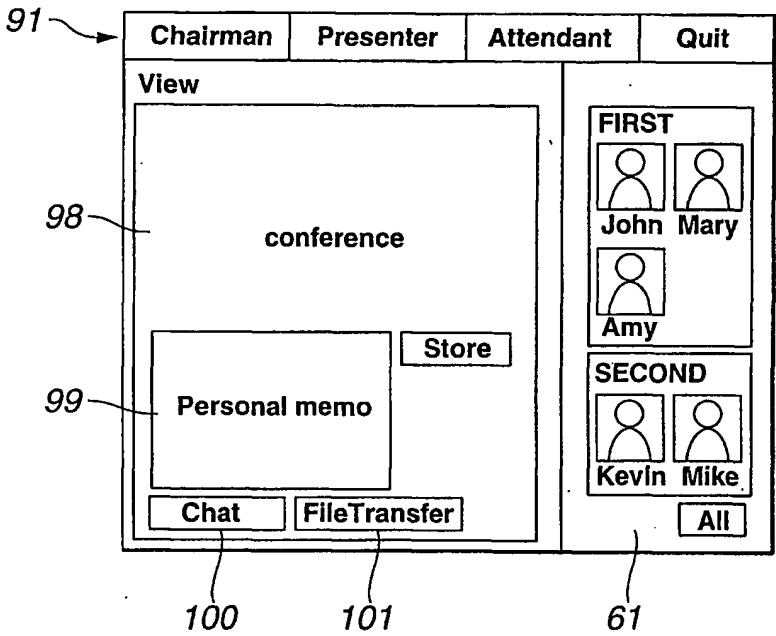 91
Chairman Presenter Attendant Quit
View
98
conference
Store
99
Personal memo
Chat FileTransfer
100 101
FIRST
John Mary
Amy
SECOND
Kevin Mike
All
61